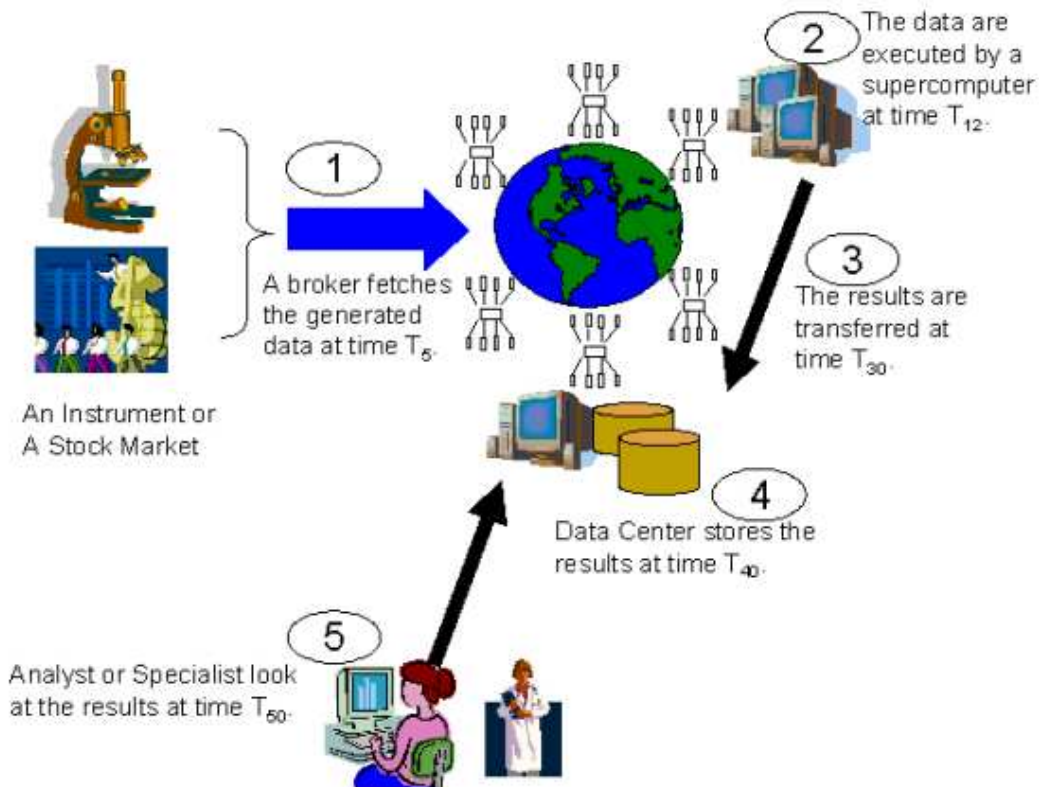 1
A broker fetches
the generated
data at time T₅.
An Instrument or
A Stock Market
2
The data are
executed by a
supercomputer
at time T₁₂.
3
The results are
transferred at
time T₃₀.
4
Data Center stores the
results at time T₄₀.
5
Analyst or Specialist look
at the results at time T₅₀.